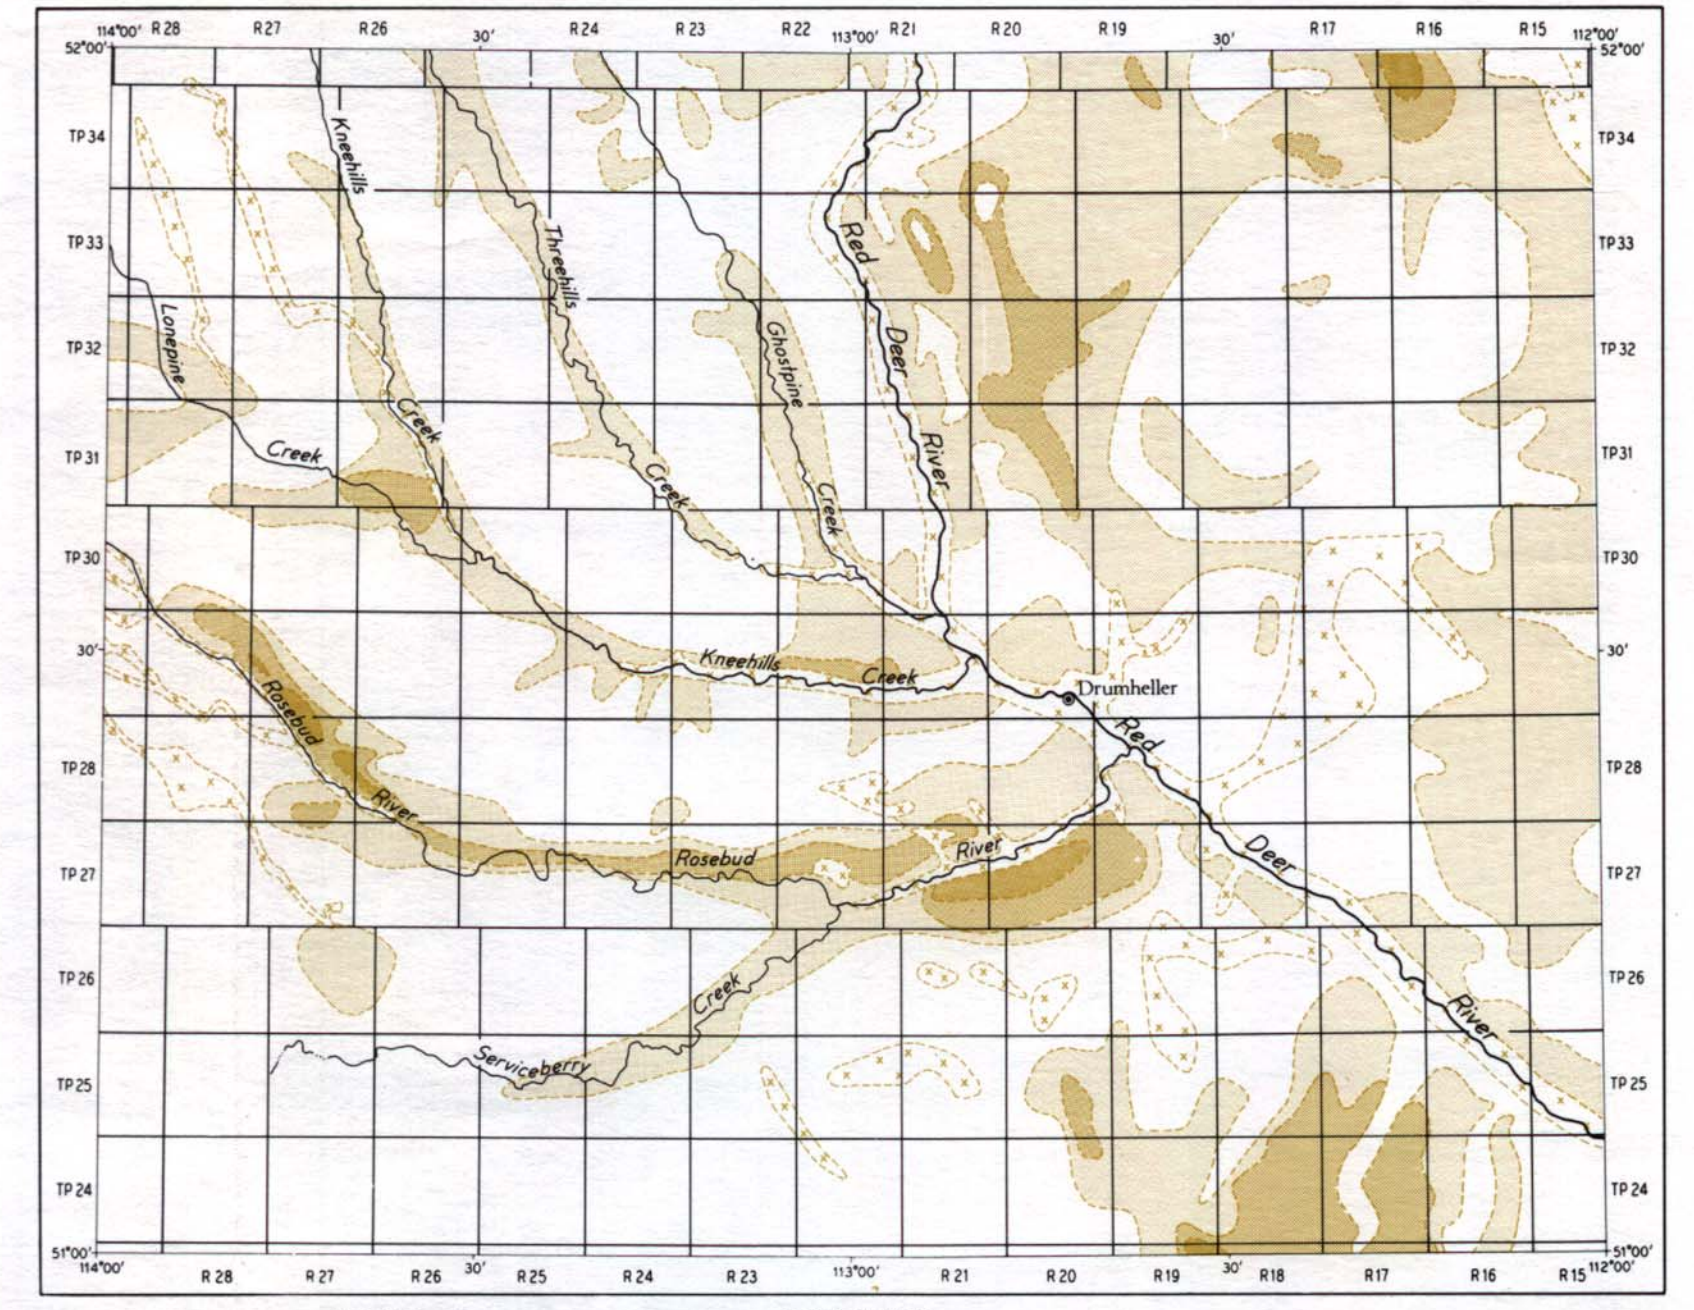 114°00' R 28 R 27 R 26 30' R 24 R 23 R 22 113°00' R 21 R 20 R 19 30' R 17 R 16 R 15 112°00'
52°00' 52°00'
TP 34 TP 34
Kneehills
TP 33 TP 33
Red
Threehills
Lonepine
Ghostpine
Deer
TP 32 TP 32
Creek
River
Creek
TP 31 TP 31
Creek
Creek
TP 30 TP 30
30' 30'
Kneehills Creek
Drumheller
Rosebud
Red
TP 28 TP 28
River
Rosebud River Deer
TP 27 TP 27
TP 26 TP 26
Creek
River
Serviceberry
TP 25 TP 25
TP 24 TP 24
51°00' 51°00'
114°00' R 28 R 27 R 26 30' R 25 R 24 R 23 113°00' R 21 R 20 R 19 30' R 18 R 17 R 16 R 15 112°00'